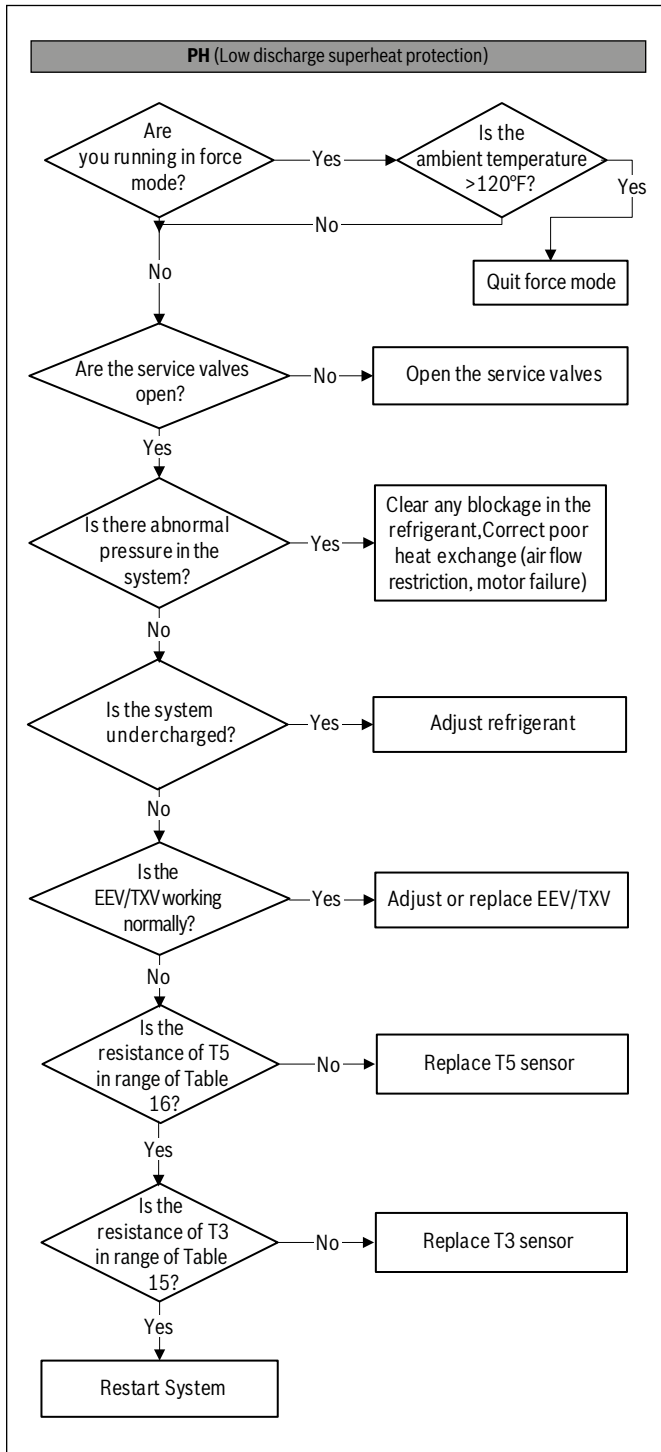 PH (Low discharge superheat protection)
Are
you running in force
mode?
Yes
Is the
ambient temperature
>120°F?
Yes
No
No
Quit force mode
Are the service valves
open?
No
Open the service valves
Yes
Is there abnormal
pressure in the
system?
Yes
Clear any blockage in the
refrigerant,Correct poor
heat exchange (air flow
restriction, motor failure)
No
Is the system
undercharged?
Yes
Adjust refrigerant
No
Is the
EEV/TXV working
normally?
Yes
Adjust or replace EEV/TXV
No
Is the
resistance of T5
in range of Table
16?
No
Replace T5 sensor
Yes
Is the
resistance of T3
in range of Table
15?
No
Replace T3 sensor
Yes
Restart System